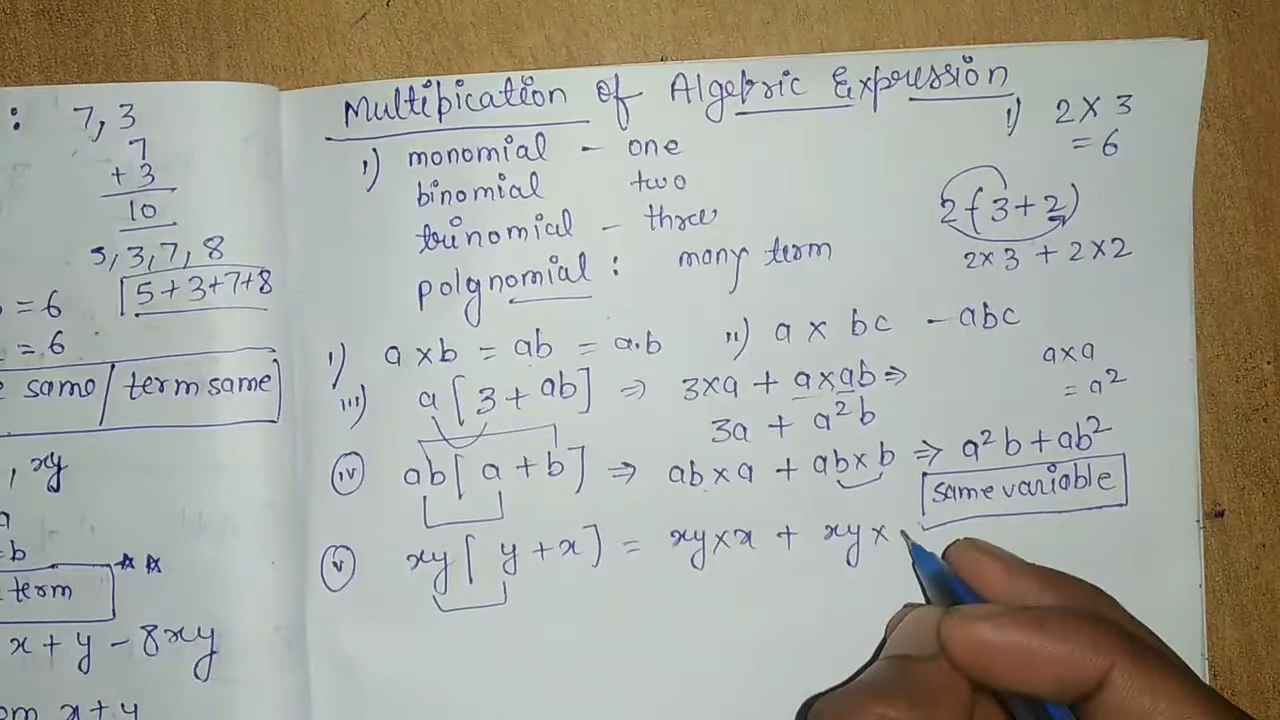 : 7, 3
7
+ 3
10
5, 3, 7, 8
5+3+7+8
= 6
= 6
same / term same
, xy
a
=b
term
x + y - 8xy
x + y
Multipication of Algebric Expression
i) monomial - one
binomial two
trinomial - three
polynomial : many term
i) 2 × 3
= 6
2(3+2)
2×3 + 2×2
i) a×b = ab = a.b ii) a × bc - abc
iii) a [3 + ab] ⇒ 3×a + a×ab ⇒
3a + a²b
a×a
= a²
iv) ab[a+b] ⇒ ab×a + ab×b ⇒ a²b + ab²
same variable
v) xy[y+x] = xy×x + xy×